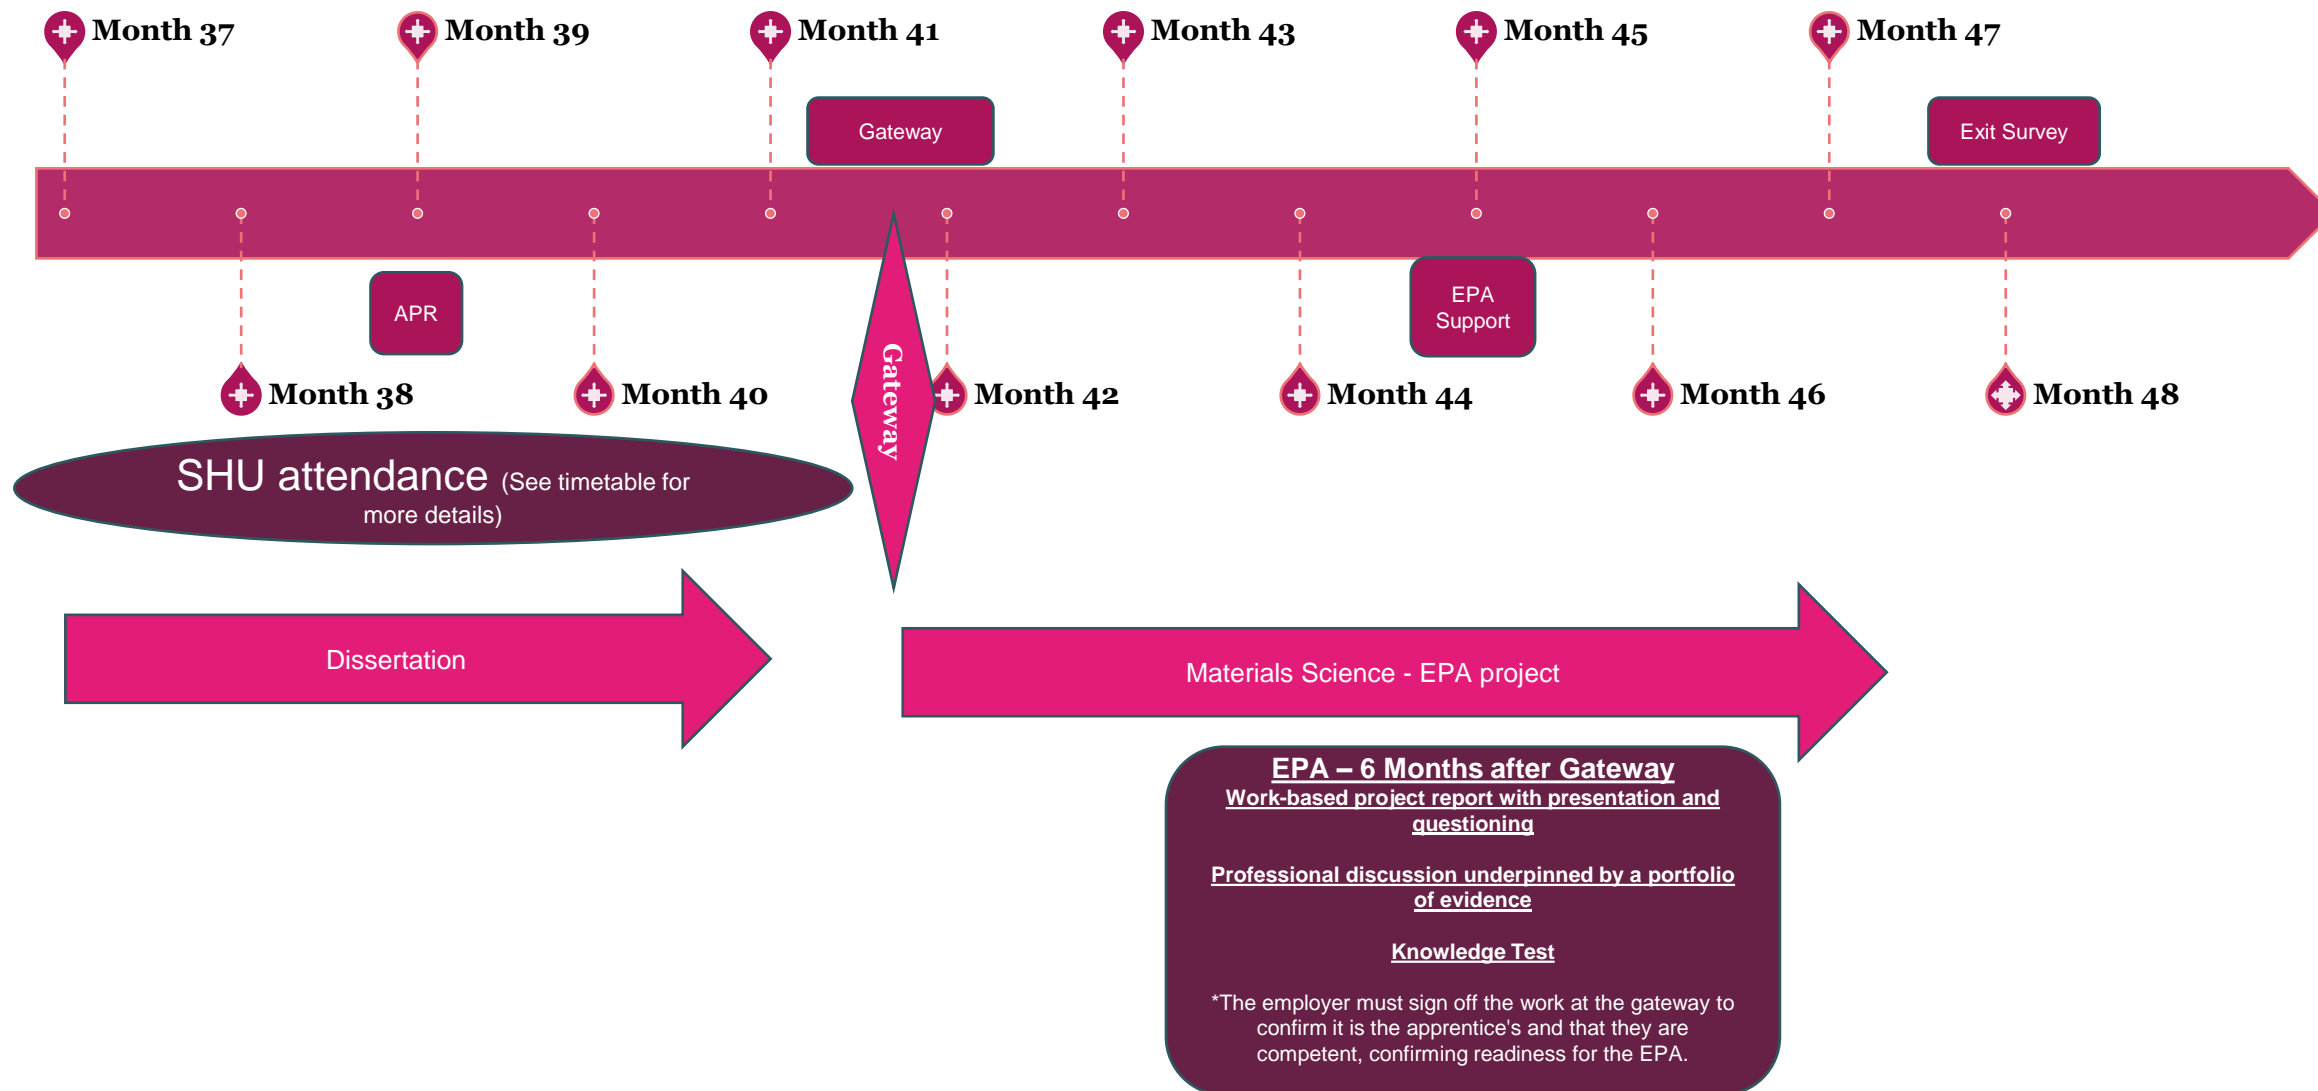 Month 37
Month 39
Month 41
Month 43
Month 45
Month 47
Gateway
Exit Survey
APR
EPA
Support
Gateway
Month 38
Month 40
Month 42
Month 44
Month 46
Month 48
SHU attendance (See timetable for
more details)
Dissertation
Materials Science - EPA project
EPA – 6 Months after Gateway
Work-based project report with presentation and
questioning
Professional discussion underpinned by a portfolio
of evidence
Knowledge Test
*The employer must sign off the work at the gateway to
confirm it is the apprentice's and that they are
competent, confirming readiness for the EPA.